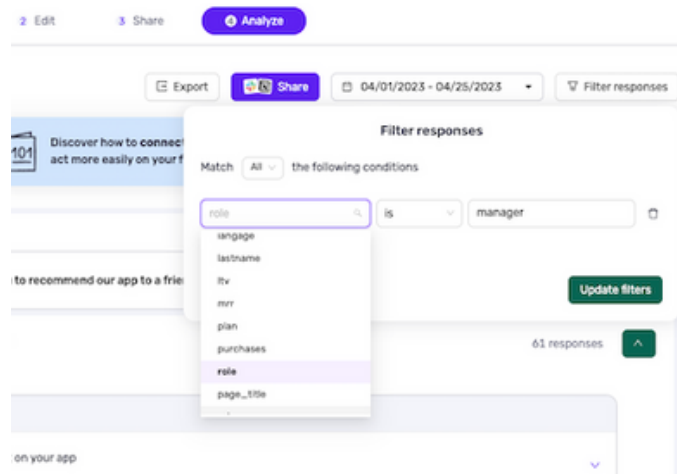 2 Edit
3 Share
4 Analyze
Export
Share
04/01/2023 - 04/25/2023
Filter responses
101
Discover how to connec
act more easily on your f
Filter responses
Match All the following conditions
role
is
manager
langage
lastname
ltv
mrr
plan
purchases
role
page_title
to recommend our app to a frie
Update filters
61 responses
on your app